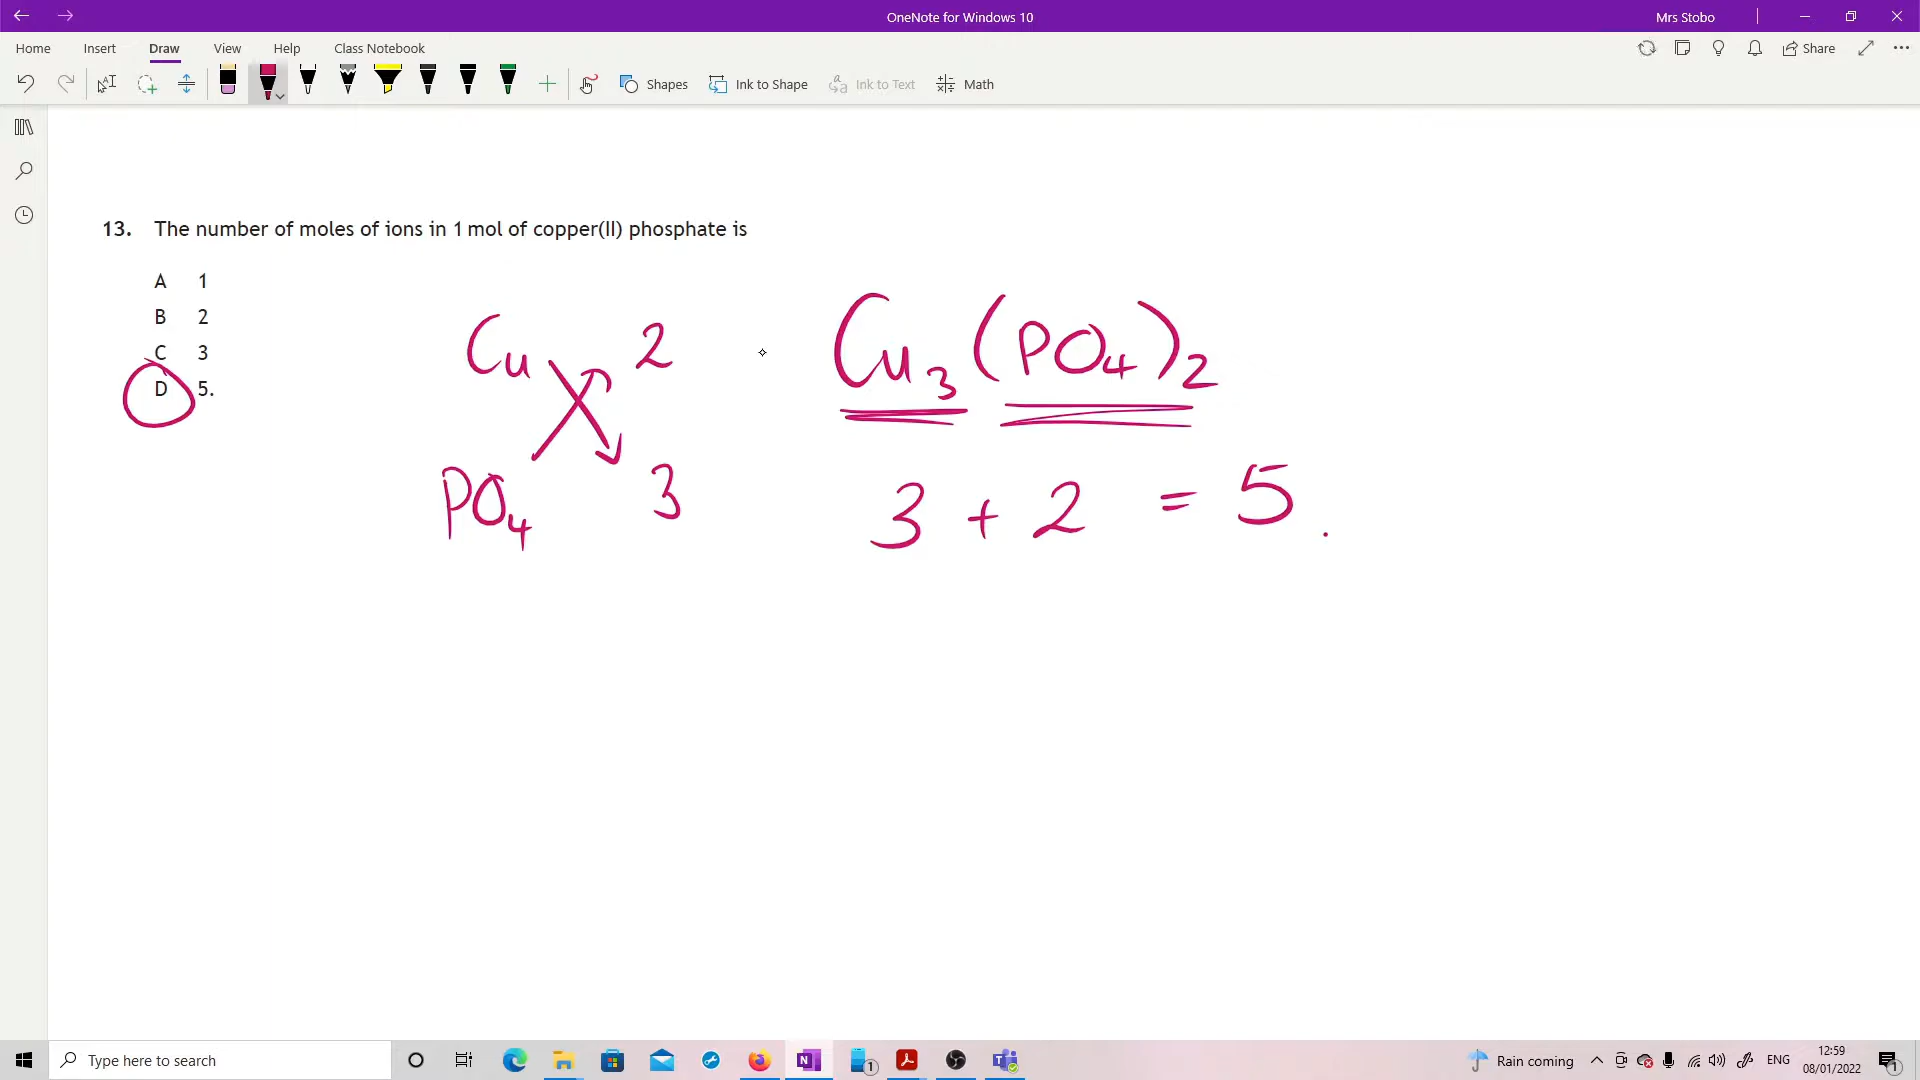 OneNote for Windows 10
Mrs Stobo
Home Insert Draw View Help Class Notebook
Share
Shapes Ink to Shape Ink to Text Math
13. The number of moles of ions in 1 mol of copper(II) phosphate is
A 1
B 2
C 3
D 5.
Cu 2
PO₄ 3
Cu₃(PO₄)₂
3 + 2 = 5.
Type here to search
Rain coming
ENG
12:59
08/01/2022